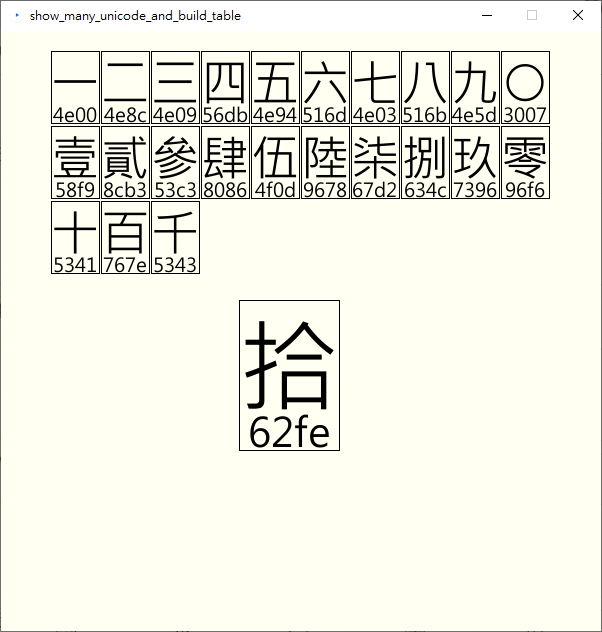 show_many_unicode_and_build_table
一 二 三 四 五 六 七 八 九 〇
4e00 4e8c 4e09 56db 4e94 516d 4e03 516b 4e5d 3007
壹 貳 參 肆 伍 陸 柒 捌 玖 零
58f9 8cb3 53c3 8086 4f0d 9678 67d2 634c 7396 96f6
十 百 千
5341 767e 5343
拾
62fe